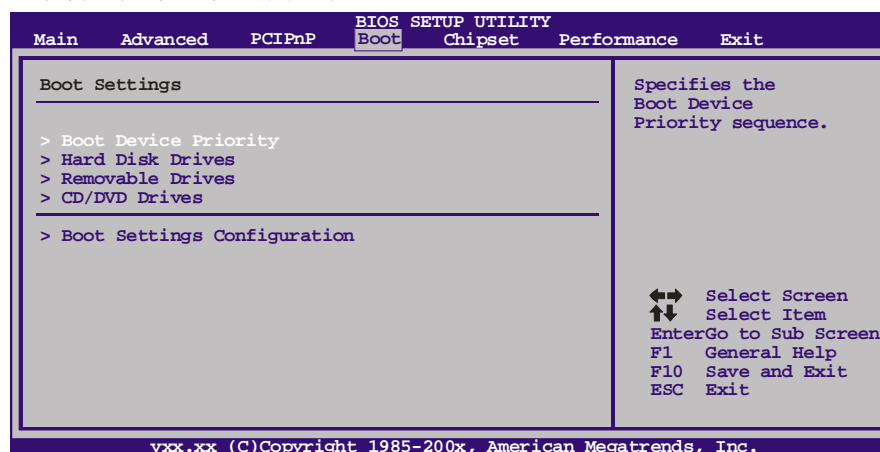 BIOS SETUP UTILITY
Main Advanced PCIPnP Boot Chipset Performance Exit
Boot Settings
> Boot Device Priority
> Hard Disk Drives
> Removable Drives
> CD/DVD Drives
> Boot Settings Configuration
Specifies the
Boot Device
Priority sequence.
Select Screen
Select Item
EnterGo to Sub Screen
F1 General Help
F10 Save and Exit
ESC Exit
vxx.xx (C)Copyright 1985-200x, American Megatrends, Inc.